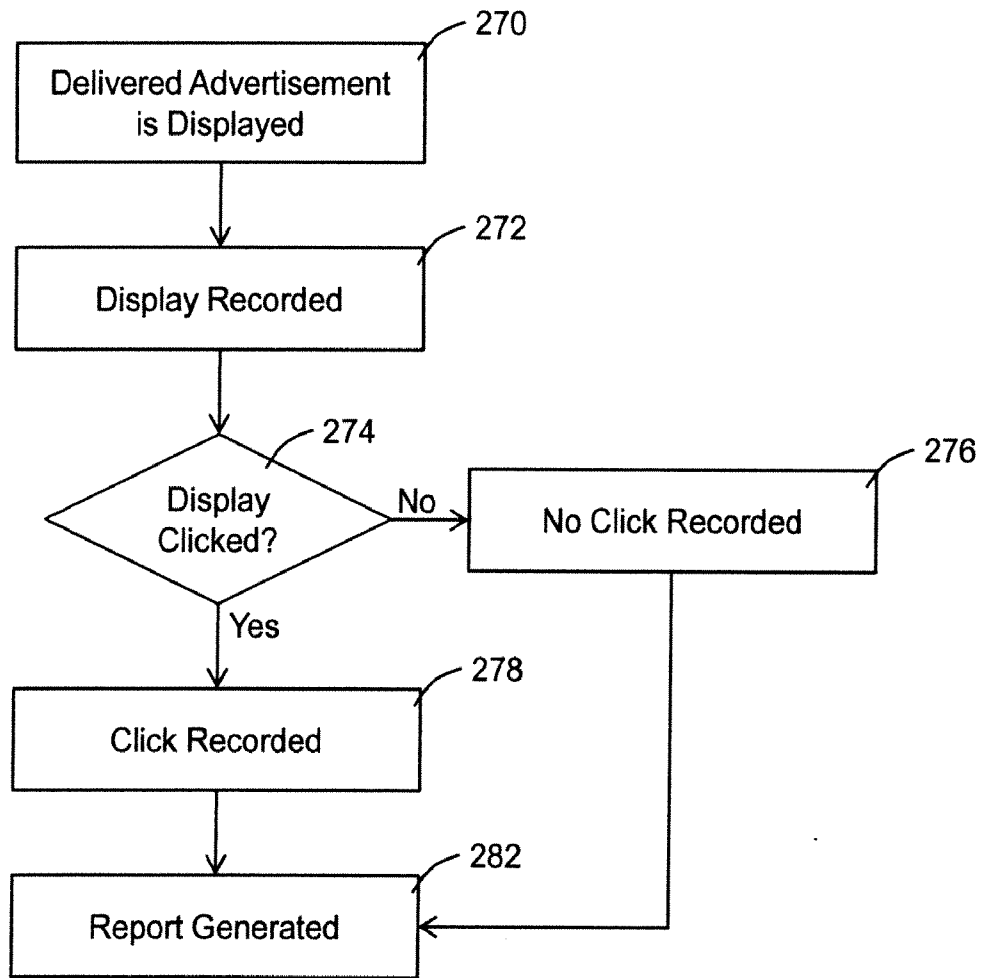 270
Delivered Advertisement
is Displayed
272
Display Recorded
274
Display
Clicked?
No
276
No Click Recorded
Yes
278
Click Recorded
282
Report Generated